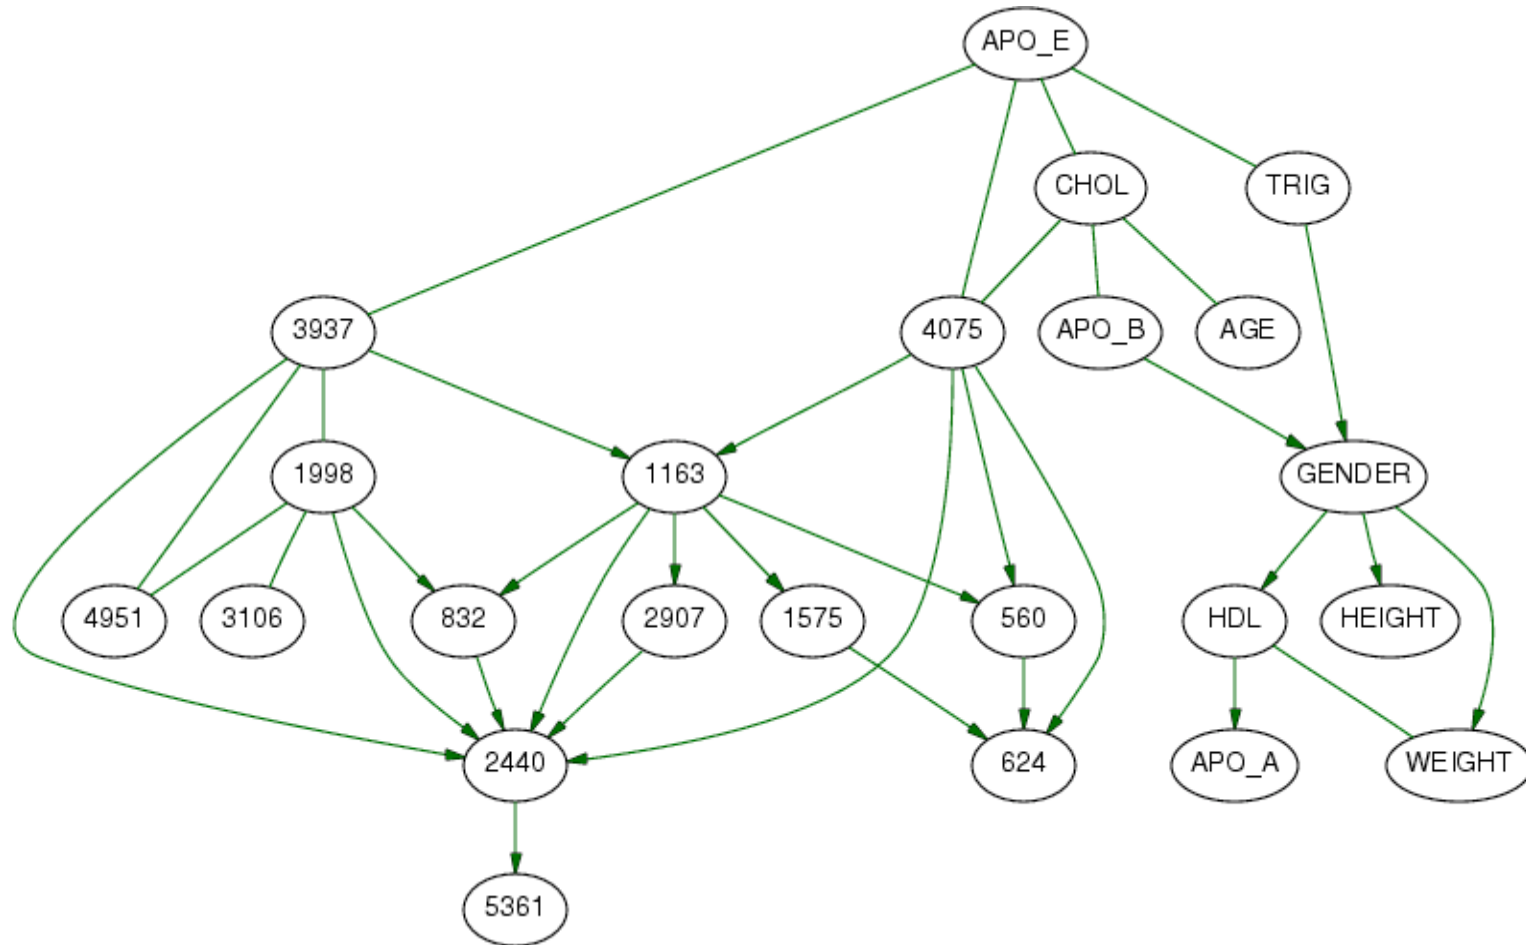 APO_E
CHOL
TRIG
3937
4075
APO_B
AGE
1998
1163
GENDER
4951
3106
832
2907
1575
560
HDL
HEIGHT
2440
624
APO_A
WEIGHT
5361